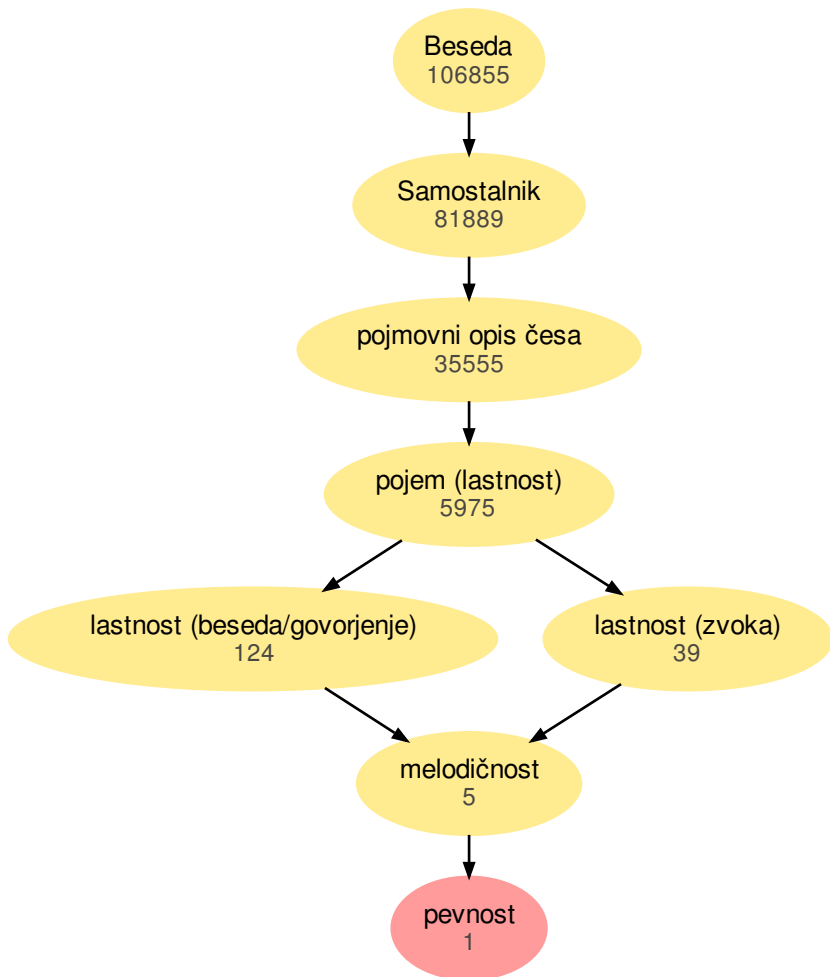 Beseda
106855
Samostalnik
81889
pojmovni opis česa
35555
pojem (lastnost)
5975
lastnost (beseda/govorjenje)
124
lastnost (zvoka)
39
melodičnost
5
pevnost
1